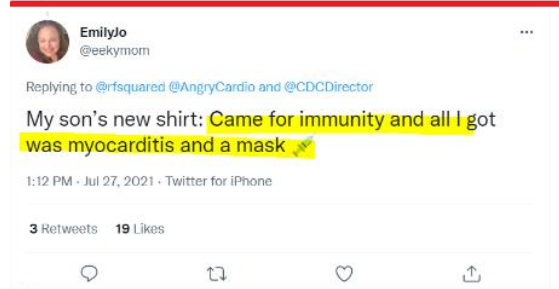 EmilyJo
@eekymom
Replying to @rfsquared @AngryCardio and @CDCDirector
My son's new shirt: Came for immunity and all I got
was myocarditis and a mask
1:12 PM · Jul 27, 2021 · Twitter for iPhone
3 Retweets 19 Likes